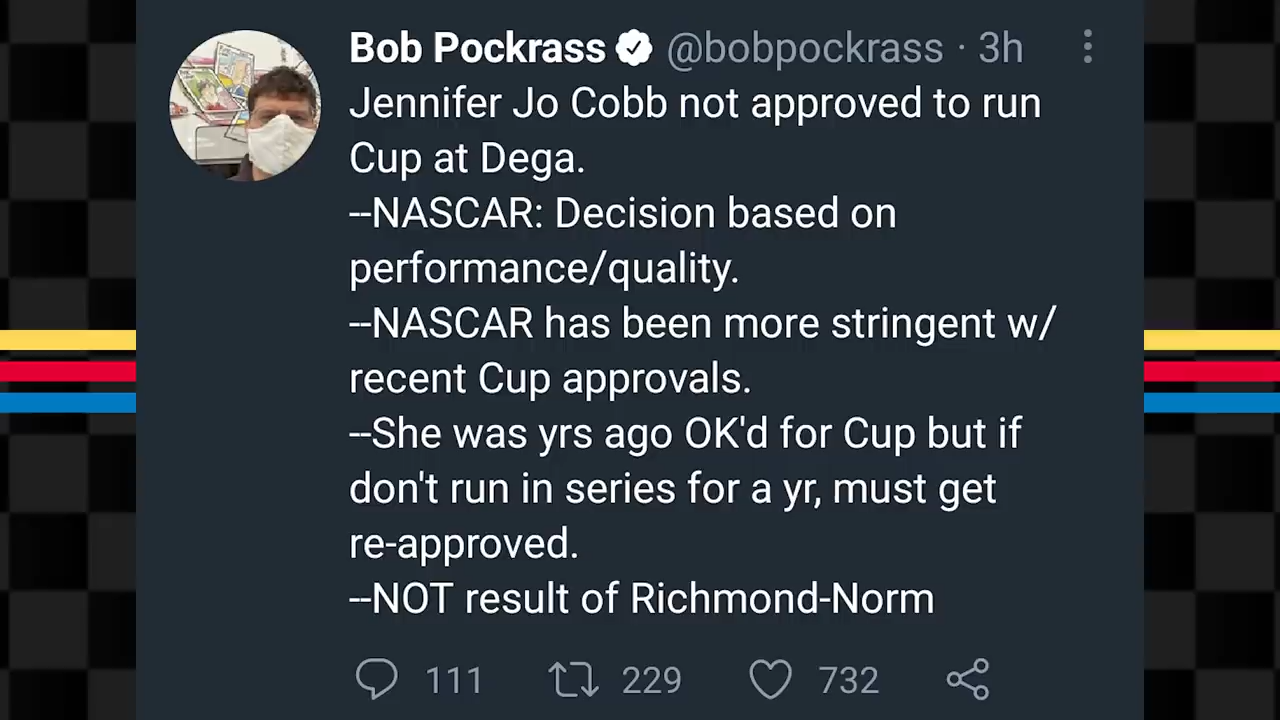 Bob Pockrass @bobpockrass · 3h
Jennifer Jo Cobb not approved to run
Cup at Dega.
--NASCAR: Decision based on
performance/quality.
--NASCAR has been more stringent w/
recent Cup approvals.
--She was yrs ago OK'd for Cup but if
don't run in series for a yr, must get
re-approved.
--NOT result of Richmond-Norm
111 229 732